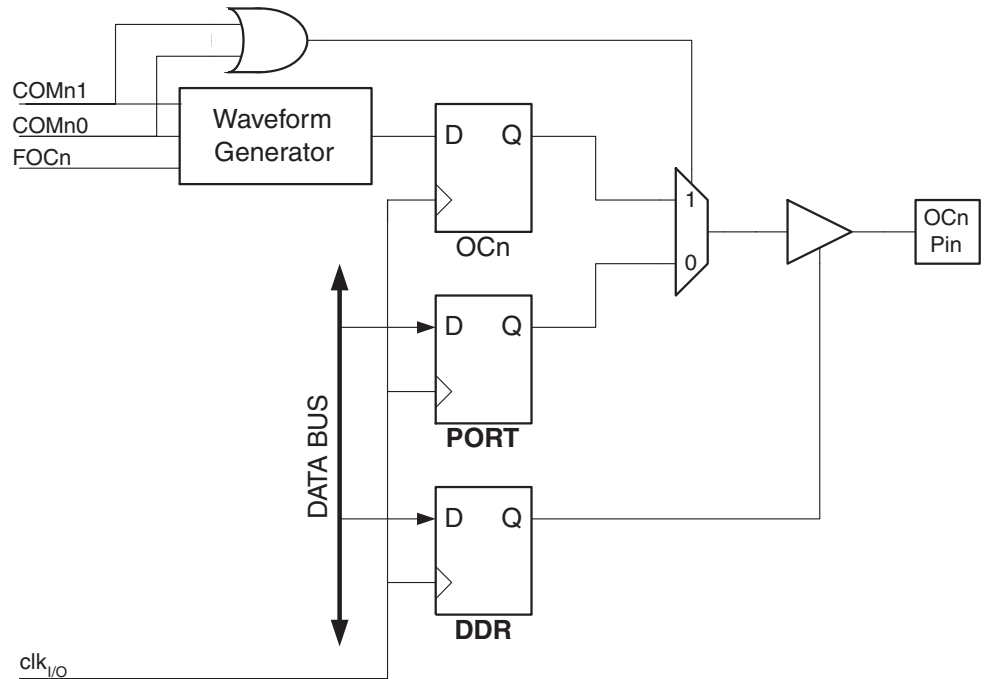 COMn1
COMn0
FOCn
Waveform
Generator
D Q
OCn
1
0
OCn
Pin
D Q
PORT
DATA BUS
D Q
DDR
clkI/O